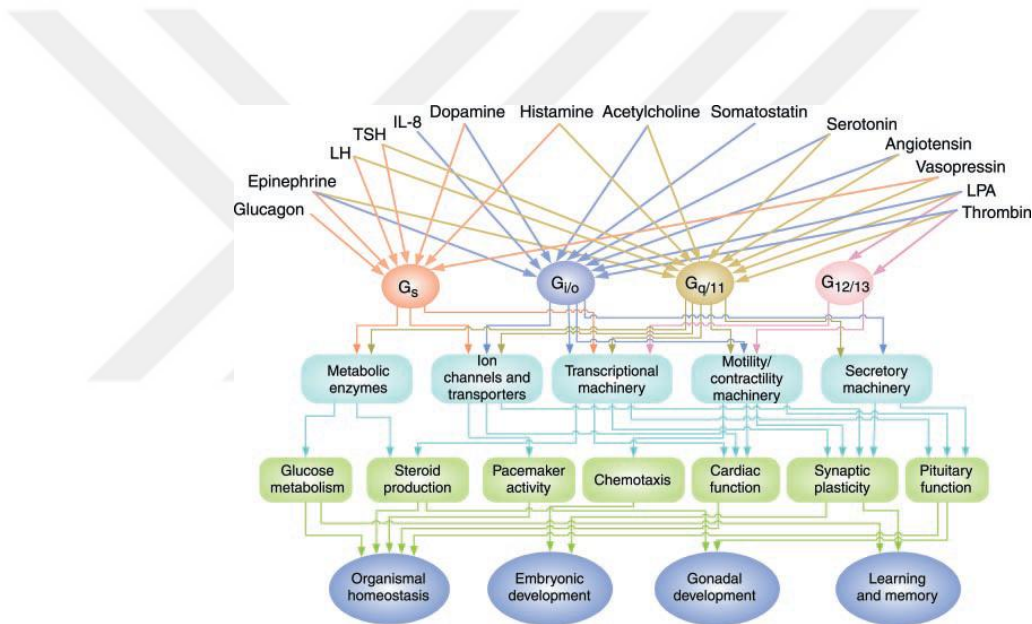 Dopamine
Histamine
Acetylcholine
Somatostatin
IL-8
Serotonin
TSH
Angiotensin
LH
Vasopressin
Epinephrine
LPA
Glucagon
Thrombin
Gs
Gi/o
Gq/11
G12/13
Metabolic
enzymes
Ion
channels and
transporters
Transcriptional
machinery
Motility/
contractility
machinery
Secretory
machinery
Glucose
metabolism
Steroid
production
Pacemaker
activity
Chemotaxis
Cardiac
function
Synaptic
plasticity
Pituitary
function
Organismal
homeostasis
Embryonic
development
Gonadal
development
Learning
and memory